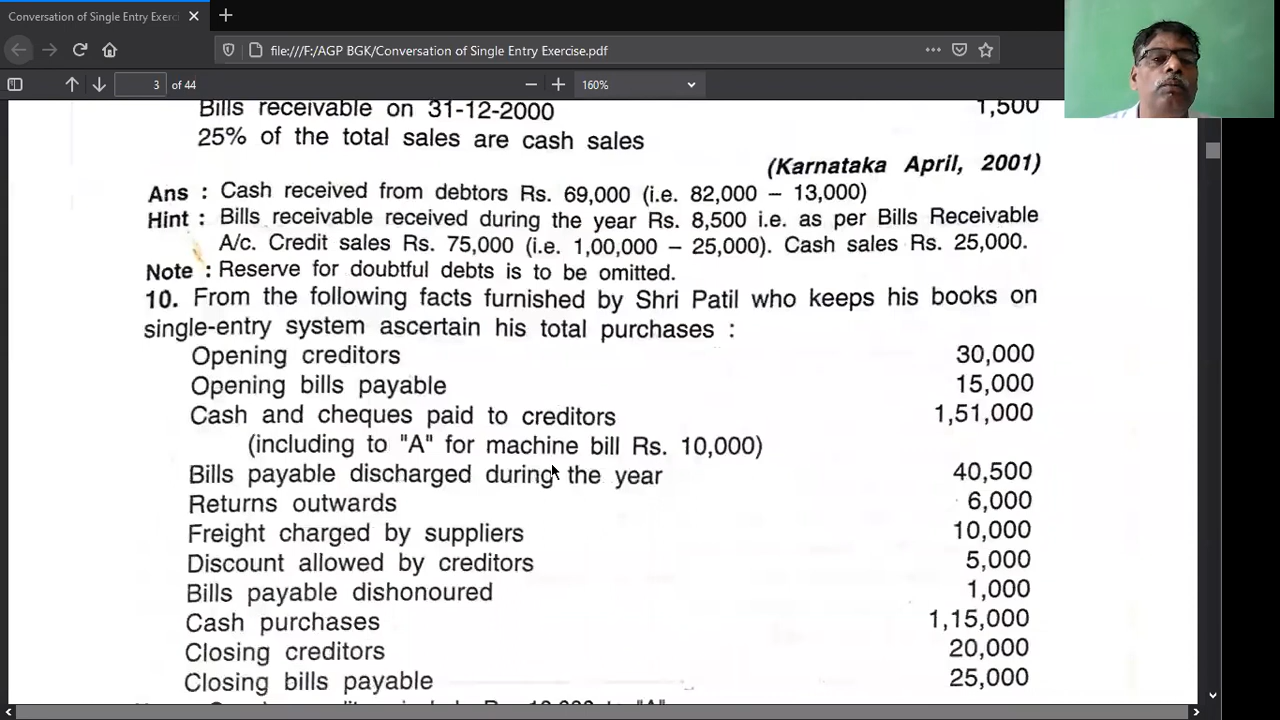 Conversation of Single Entry Exerc
file:///F:/AGP BGK/Conversation of Single Entry Exercise.pdf
3 of 44
160%
Bills receivable on 31-12-2000 1,500
25% of the total sales are cash sales
(Karnataka April, 2001)
Ans : Cash received from debtors Rs. 69,000 (i.e. 82,000 – 13,000)
Hint : Bills receivable received during the year Rs. 8,500 i.e. as per Bills Receivable
A/c. Credit sales Rs. 75,000 (i.e. 1,00,000 – 25,000). Cash sales Rs. 25,000.
Note : Reserve for doubtful debts is to be omitted.
10. From the following facts furnished by Shri Patil who keeps his books on
single-entry system ascertain his total purchases :
Opening creditors 30,000
Opening bills payable 15,000
Cash and cheques paid to creditors 1,51,000
(including to "A" for machine bill Rs. 10,000)
Bills payable discharged during the year 40,500
Returns outwards 6,000
Freight charged by suppliers 10,000
Discount allowed by creditors 5,000
Bills payable dishonoured 1,000
Cash purchases 1,15,000
Closing creditors 20,000
Closing bills payable 25,000